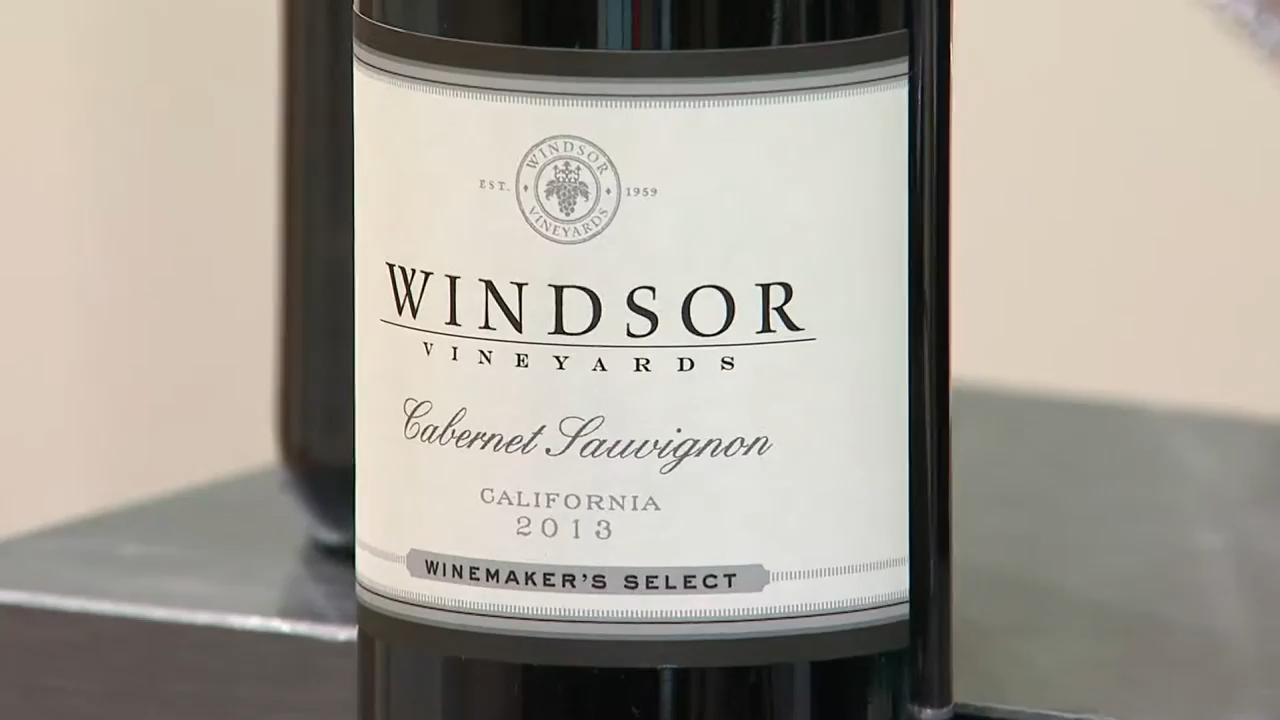 WINDSOR
EST. 1959
VINEYARDS
WINDSOR
VINEYARDS
Cabernet Sauvignon
CALIFORNIA
2013
WINEMAKER'S SELECT